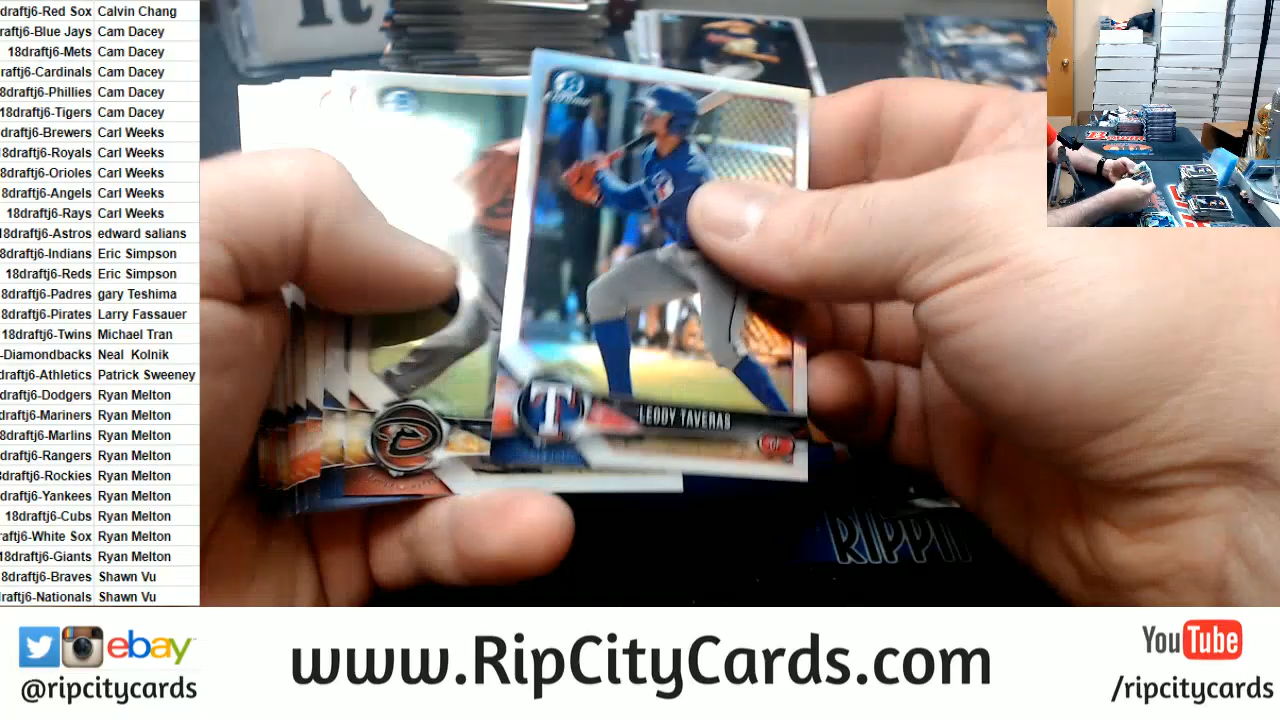 draftj6-Red Sox Calvin Chang
raftj6-Blue Jays Cam Dacey
18draftj6-Mets Cam Dacey
raftj6-Cardinals Cam Dacey
8draftj6-Phillies Cam Dacey
18draftj6-Tigers Cam Dacey
draftj6-Brewers Carl Weeks
18draftj6-Royals Carl Weeks
8draftj6-Orioles Carl Weeks
8draftj6-Angels Carl Weeks
18draftj6-Rays Carl Weeks
18draftj6-Astros edward salians
8draftj6-Indians Eric Simpson
18draftj6-Reds Eric Simpson
8draftj6-Padres gary Teshima
8draftj6-Pirates Larry Fassauer
18draftj6-Twins Michael Tran
-Diamondbacks Neal Kolnik
draftj6-Athletics Patrick Sweeney
draftj6-Dodgers Ryan Melton
draftj6-Mariners Ryan Melton
8draftj6-Marlins Ryan Melton
draftj6-Rangers Ryan Melton
8draftj6-Rockies Ryan Melton
draftj6-Yankees Ryan Melton
18draftj6-Cubs Ryan Melton
raftj6-White Sox Ryan Melton
18draftj6-Giants Ryan Melton
8draftj6-Braves Shawn Vu
raftj6-Nationals Shawn Vu
T
LEODY TAVERAS
RIPPIN
ebay
@ripcitycards
www.RipCityCards.com
YouTube
/ripcitycards